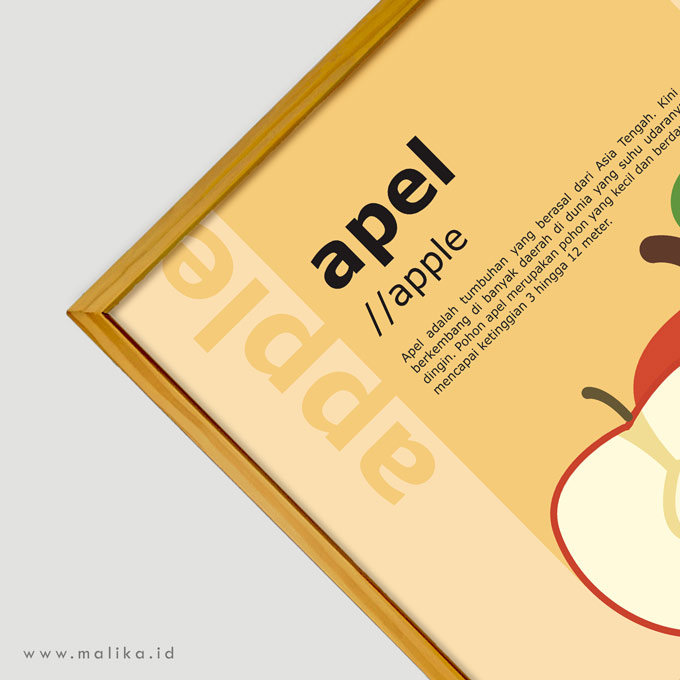 apel
//apple
Apel adalah tumbuhan yang berasal dari Asia Tengah. Kini
berkembang di banyak daerah di dunia yang suhu udaranya
dingin. Pohon apel merupakan pohon yang kecil dan
mencapai ketinggian 3 hingga 12 meter.
apple
www.malika.id